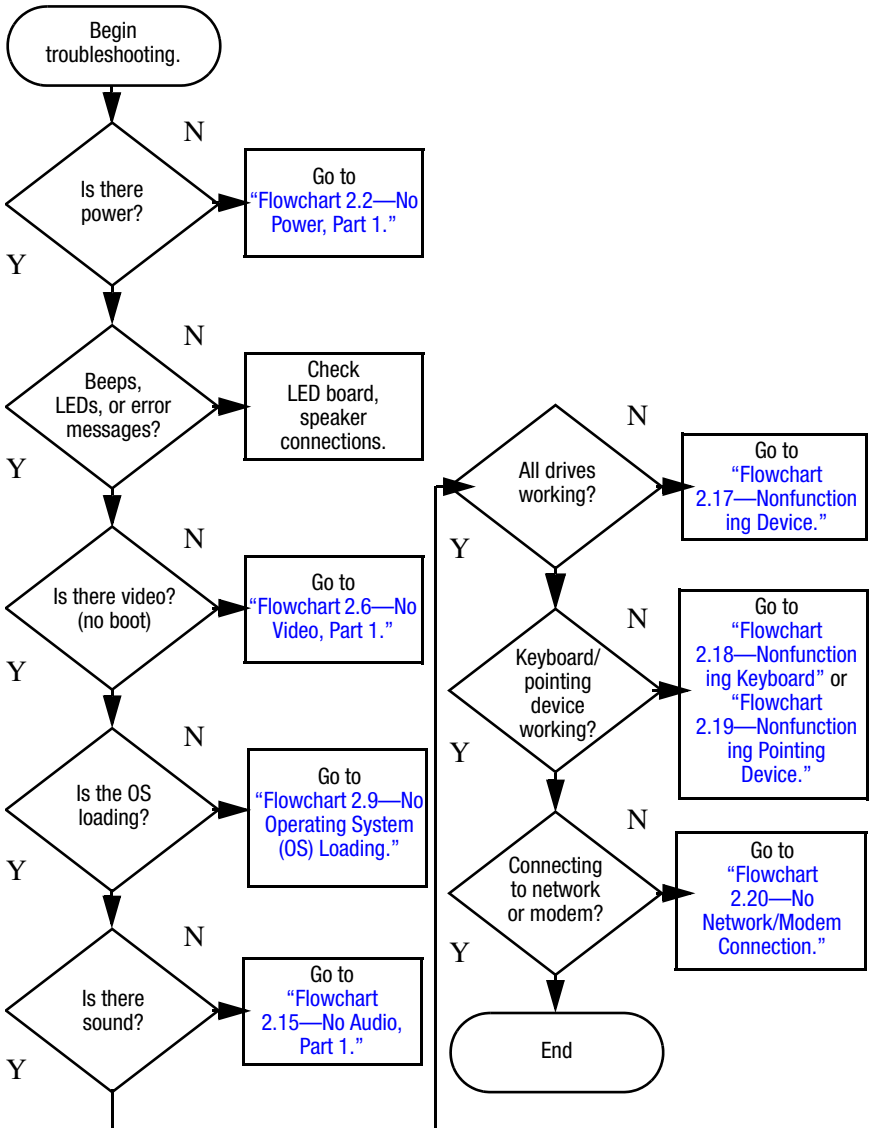 Begin
troubleshooting.
N
Is there
power?
Go to
“Flowchart 2.2—No
Power, Part 1.”
Y
N
Beeps,
LEDs, or error
messages?
Check
LED board,
speaker
connections.
Y
N
Is there video?
(no boot)
Go to
“Flowchart 2.6—No
Video, Part 1.”
Y
N
Is the OS
loading?
Go to
“Flowchart 2.9—No
Operating System
(OS) Loading.”
Y
N
Is there
sound?
Go to
“Flowchart
2.15—No Audio,
Part 1.”
Y
N
All drives
working?
Go to
“Flowchart
2.17—Nonfunction
ing Device.”
Y
N
Keyboard/
pointing
device
working?
Go to
“Flowchart
2.18—Nonfunction
ing Keyboard” or
“Flowchart
2.19—Nonfunction
ing Pointing
Device.”
Y
N
Connecting
to network
or modem?
Go to
“Flowchart
2.20—No
Network/Modem
Connection.”
Y
End